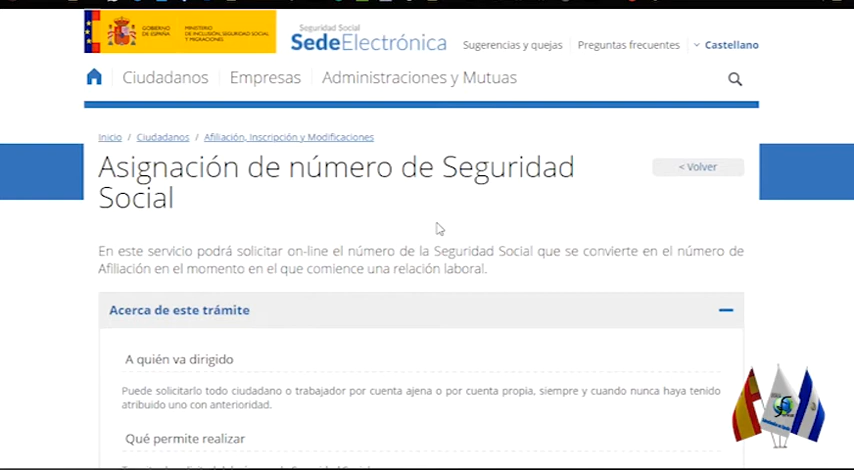 GOBIERNO
DE ESPAÑA
MINISTERIO
DE INCLUSIÓN, SEGURIDAD SOCIAL
Y MIGRACIONES
Seguridad Social
SedeElectrónica
Sugerencias y quejas
Preguntas frecuentes
Castellano
Ciudadanos
Empresas
Administraciones y Mutuas
Inicio / Ciudadanos / Afiliación, Inscripción y Modificaciones
Asignación de número de Seguridad
Social
< Volver
En este servicio podrá solicitar on-line el número de la Seguridad Social que se convierte en el número de
Afiliación en el momento en el que comience una relación laboral.
Acerca de este trámite
A quién va dirigido
Puede solicitarlo todo ciudadano o trabajador por cuenta ajena o por cuenta propia, siempre y cuando nunca haya tenido
atribuido uno con anterioridad.
Qué permite realizar